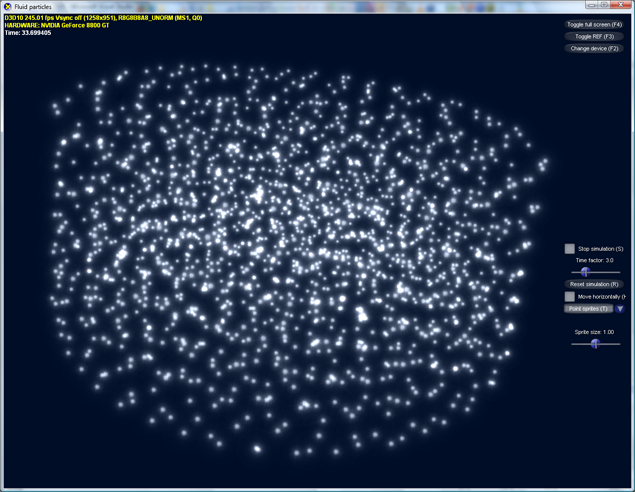 Fluid particles
D3D10 245.01 fps Vsync off (1258x951), R8G8B8A8_UNORM (MS1, Q0)
HARDWARE: NVIDIA GeForce 8800 GT
Time: 33.699405
Toggle full screen (F4)
Toggle REF (F3)
Change device (F2)
Stop simulation (S)
Time factor: 3.0
Reset simulation (R)
Move horizontally (H
Point sprites (T)
Sprite size: 1.00